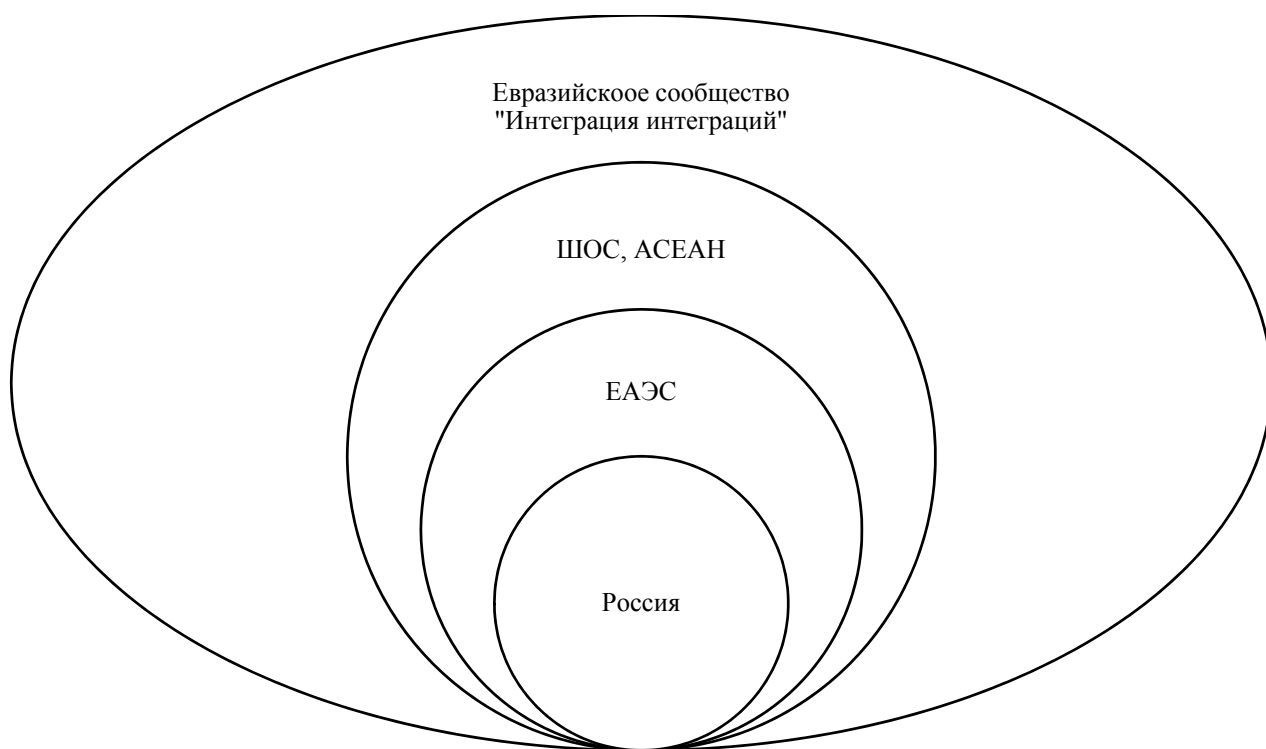 Евразийскоое сообщество
"Интеграция интеграций"
ШОС, АСЕАН
ЕАЭС
Россия